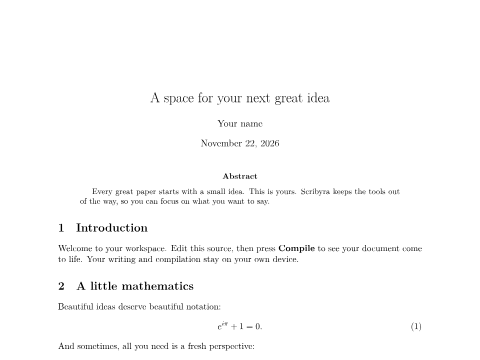 A space for your next great idea
Your name
November 22, 2026
Abstract
Every great paper starts with a small idea. This is yours. Scribyra keeps the tools out
of the way, so you can focus on what you want to say.
1 Introduction
Welcome to your workspace. Edit this source, then press Compile to see your document come
to life. Your writing and compilation stay on your own device.
2 A little mathematics
Beautiful ideas deserve beautiful notation:
e^{iπ} + 1 = 0. (1)
And sometimes, all you need is a fresh perspective: